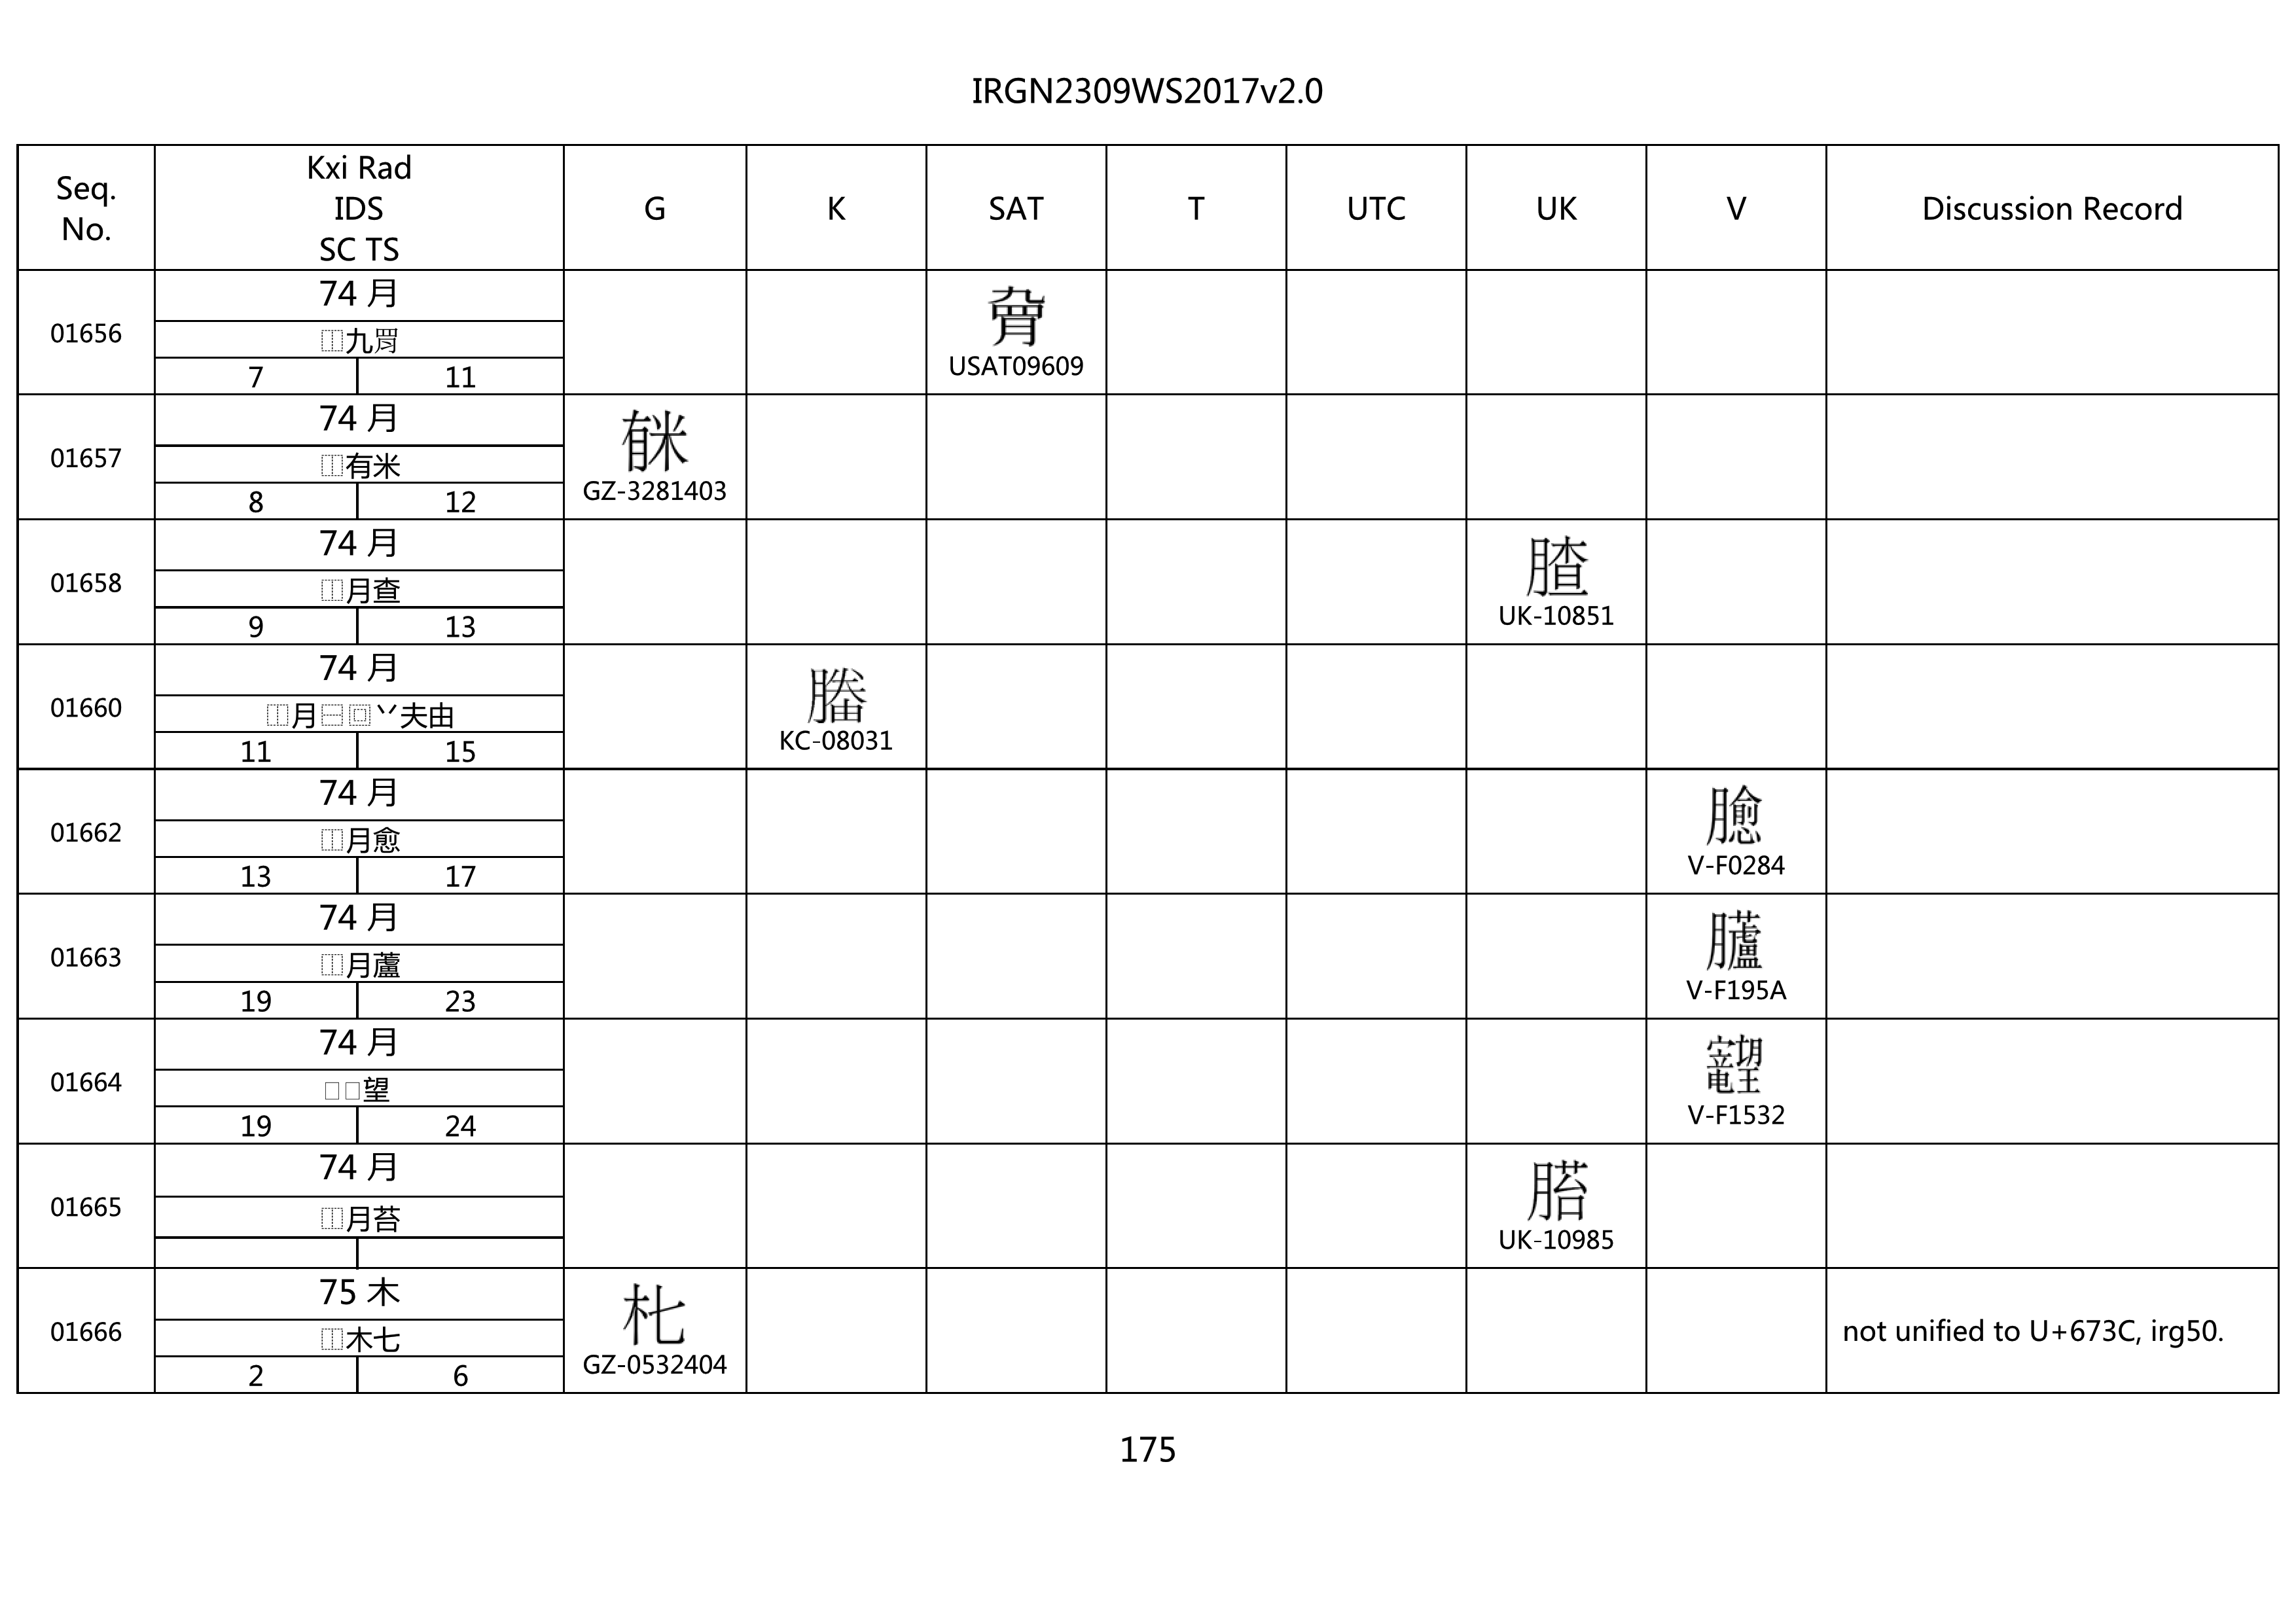 IRGN2309WS2017v2.0
Seq. No. Kxi Rad IDS SC TS G K SAT T UTC UK V Discussion Record
01656
74 月
⿰九𦊆
7 11
USAT09609
01657
74 月
⿰有米
8 12
GZ-3281403
01658
74 月
⿰月查
9 13
UK-10851
01660
74 月
⿰月⿱⿴丷夫由
11 15
KC-08031
01662
74 月
⿰月愈
13 17
V-F0284
01663
74 月
⿰月蘆
19 23
V-F195A
01664
74 月
□□望
19 24
V-F1532
01665
74 月
⿰月苔
UK-10985
01666
75 木
⿰木七
2 6
GZ-0532404
not unified to U+673C, irg50.
175